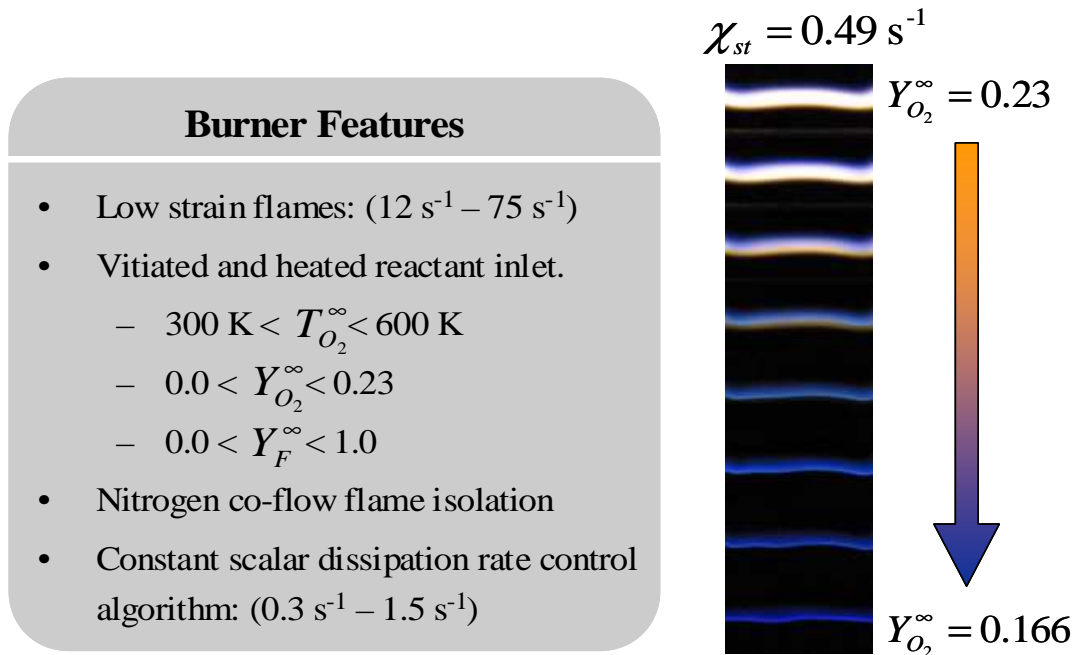 χst = 0.49 s-1
Burner Features
• Low strain flames: (12 s-1 – 75 s-1)
• Vitiated and heated reactant inlet.
– 300 K < T∞O2 < 600 K
– 0.0 < Y∞O2 < 0.23
– 0.0 < Y∞F < 1.0
• Nitrogen co-flow flame isolation
• Constant scalar dissipation rate control
algorithm: (0.3 s-1 – 1.5 s-1)
Y∞O2 = 0.23
Y∞O2 = 0.166